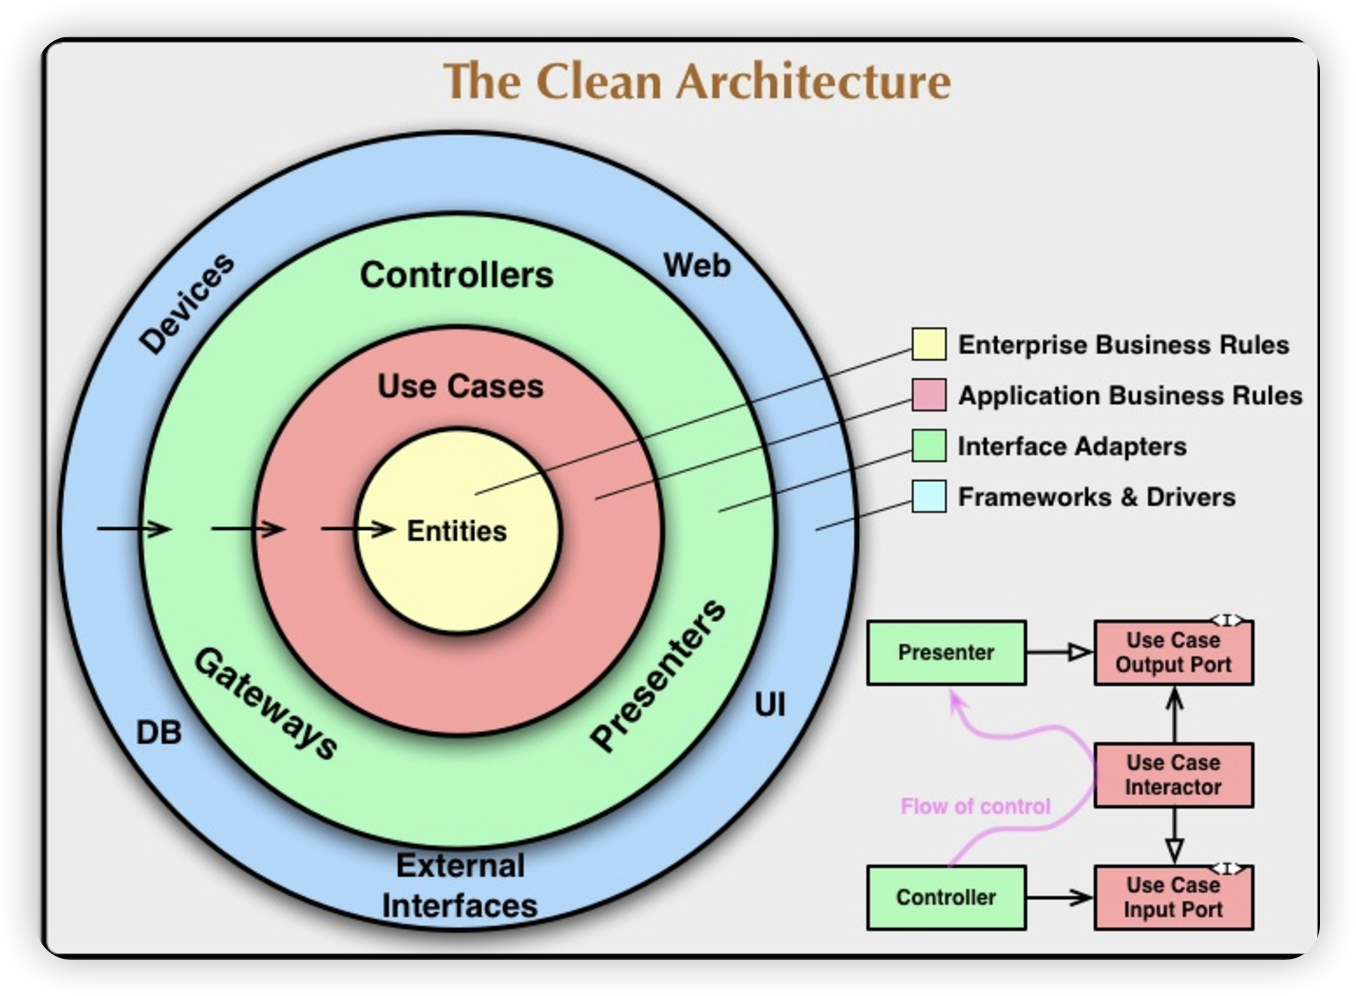 The Clean Architecture
Devices
Controllers
Web
Use Cases
Entities
Gateways
Presenters
DB
UI
External
Interfaces
Enterprise Business Rules
Application Business Rules
Interface Adapters
Frameworks & Drivers
Presenter
<I>
Use Case
Output Port
Use Case
Interactor
Flow of control
Controller
<I>
Use Case
Input Port